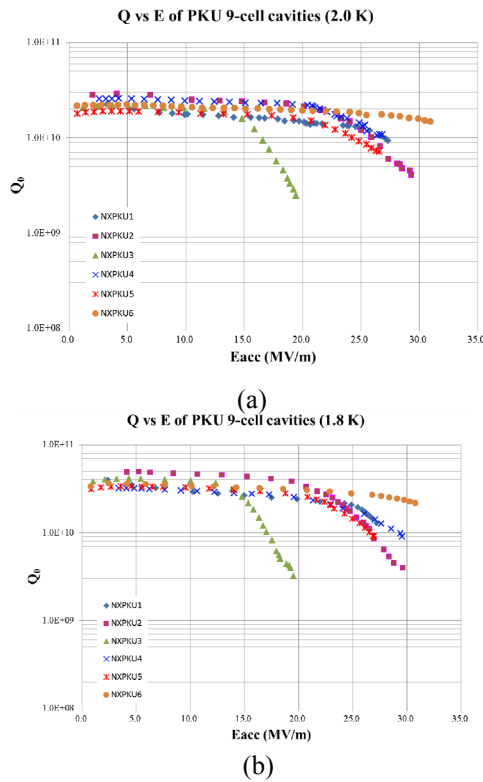 Q vs E of PKU 9-cell cavities (2.0 K)
1.0E+11
1.0E+10
Q0
1.0E+09
NXPKU1
NXPKU2
NXPKU3
NXPKU4
NXPKU5
NXPKU6
1.0E+08
0.0 5.0 10.0 15.0 20.0 25.0 30.0 35.0
Eacc (MV/m)
(a)
Q vs E of PKU 9-cell cavities (1.8 K)
1.0E+11
1.0E+10
Q0
1.0E+09
NXPKU1
NXPKU2
NXPKU3
NXPKU4
NXPKU5
NXPKU6
1.0E+08
0.0 5.0 10.0 15.0 20.0 25.0 30.0 35.0
Eacc (MV/m)
(b)